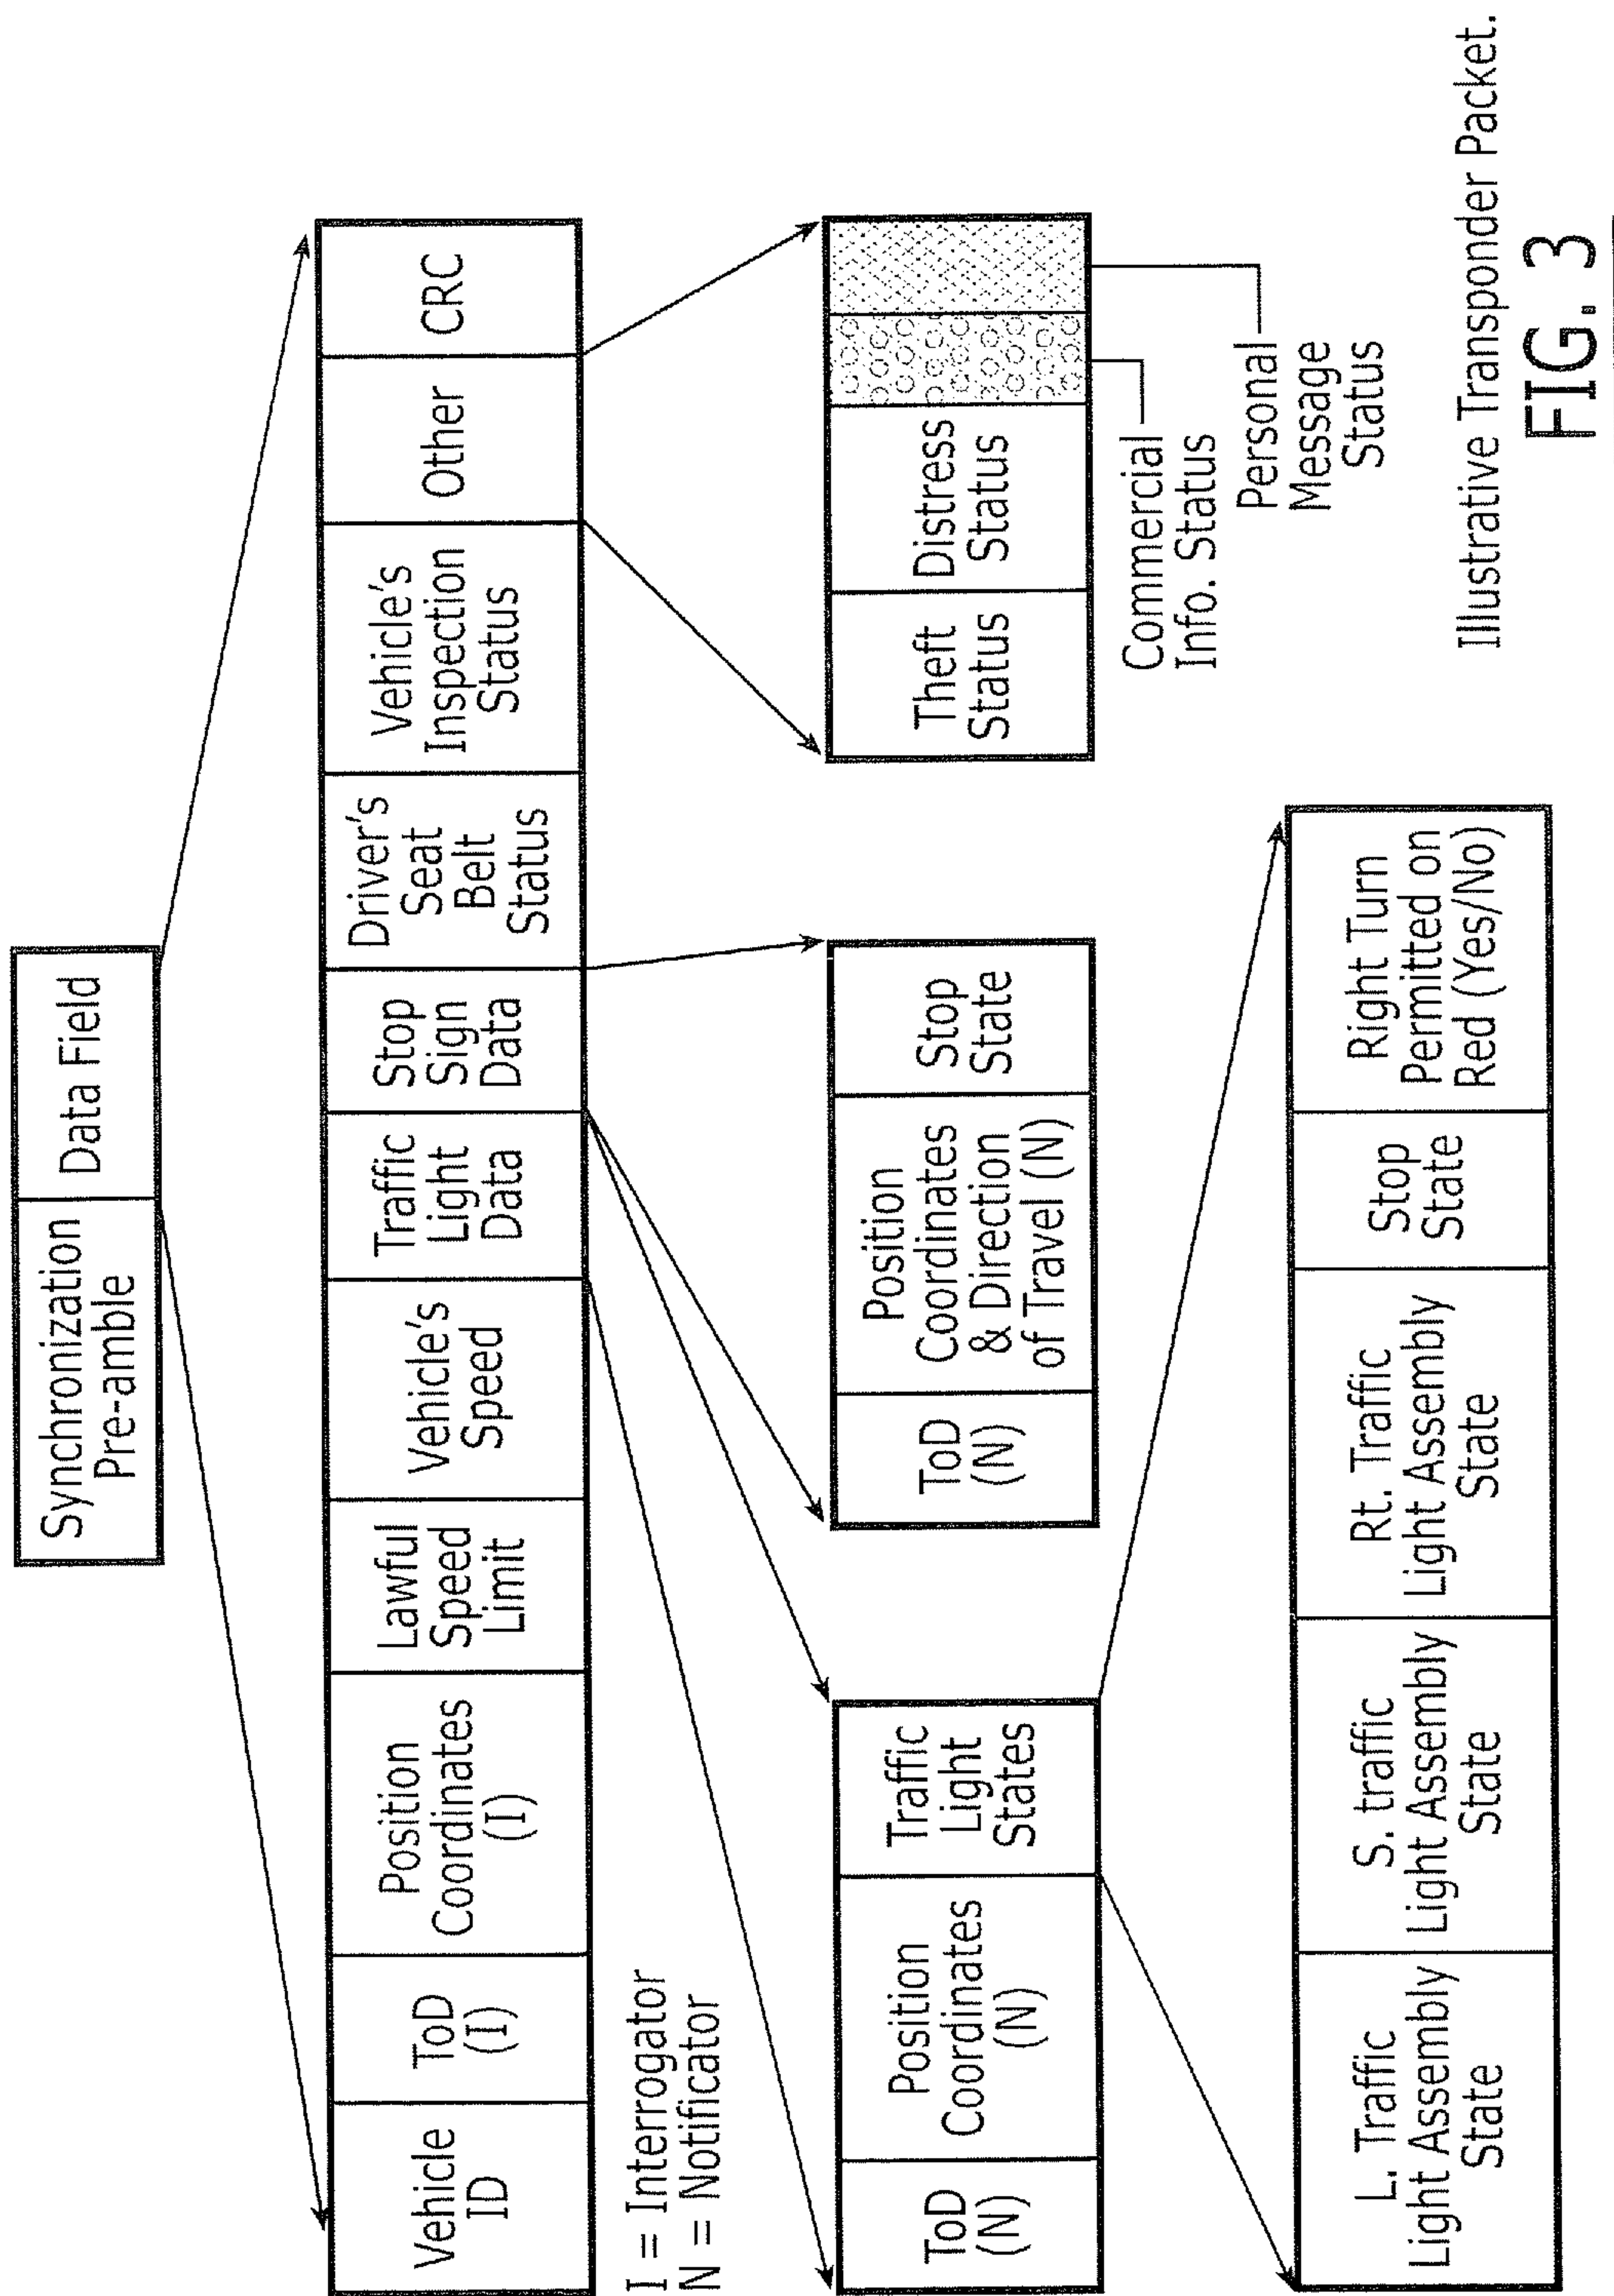 Synchronization
Pre-amble
Data Field
Vehicle
ID
ToD
(I)
Position
Coordinates
(I)
Lawful
Speed
Limit
Vehicle's
Speed
Traffic
Light
Data
Stop
Sign
Data
Driver's
Seat
Belt
Status
Vehicle's
Inspection
Status
Other
CRC
I = Interrogator
N = Notificator
ToD
(N)
Position
Coordinates
(N)
Traffic
Light
States
ToD
(N)
Position
Coordinates
& Direction
of Travel (N)
Stop
State
Theft
Status
Distress
Status
Commercial
Info. Status
Personal
Message
Status
L. Traffic
Light Assembly
State
S. traffic
Light Assembly
State
Rt. Traffic
Light Assembly
State
Stop
State
Right Turn
Permitted on
Red (Yes/No)
Illustrative Transponder Packet.
FIG. 3